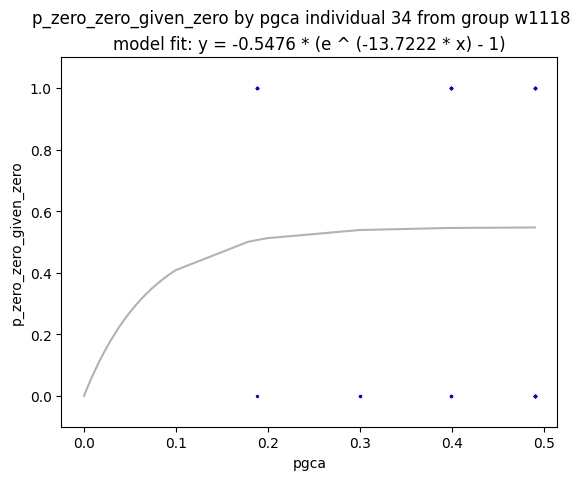 p_zero_zero_given_zero by pgca individual 34 from group w1118
model fit: y = -0.5476 * (e ^ (-13.7222 * x) - 1)
1.0
0.8
0.6
0.4
0.2
0.0
p_zero_zero_given_zero
0.0 0.1 0.2 0.3 0.4 0.5
pgca